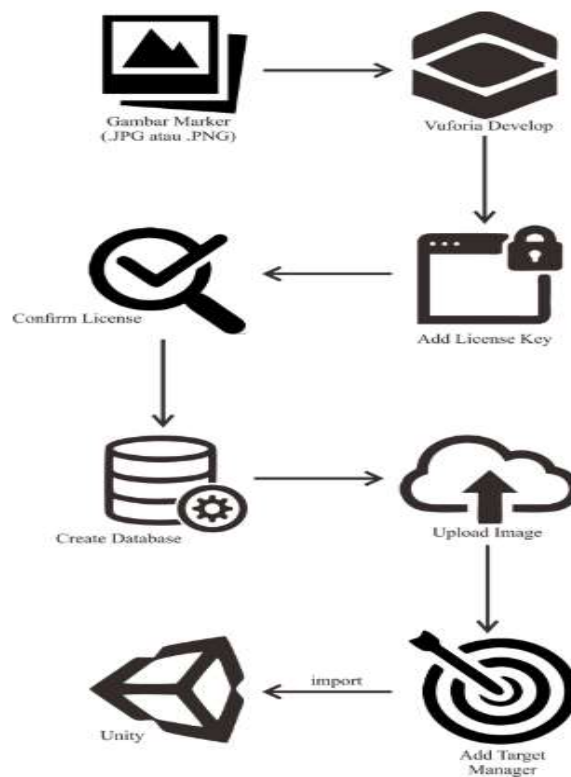 Gambar Marker
(.JPG atau .PNG)
Vuforia Develop
Confirm License
Add License Key
Create Database
Upload Image
import
Unity
Add Target
Manager